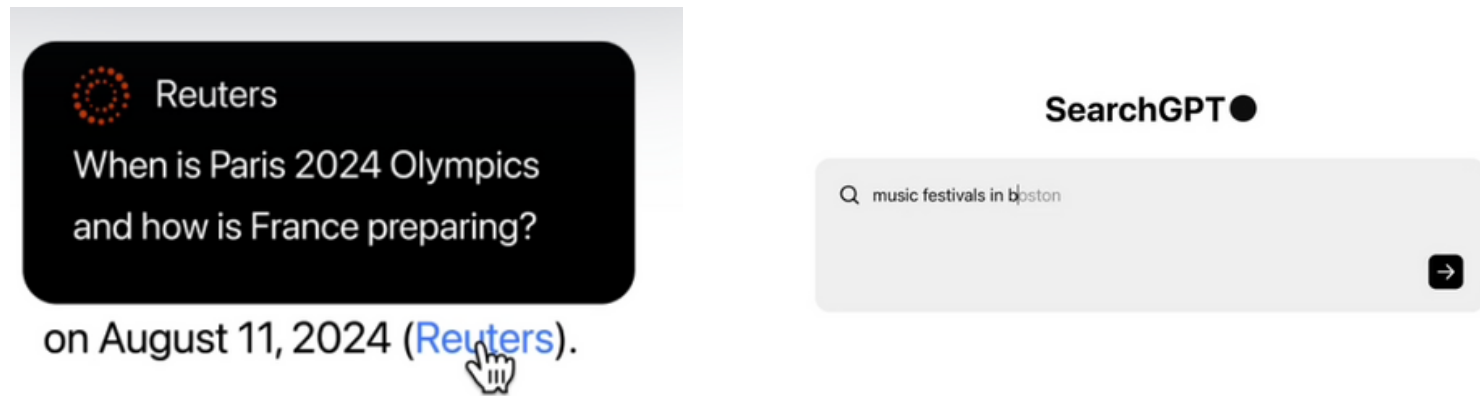 Reuters
When is Paris 2024 Olympics
and how is France preparing?
on August 11, 2024 (Reuters).
SearchGPT
music festivals in boston